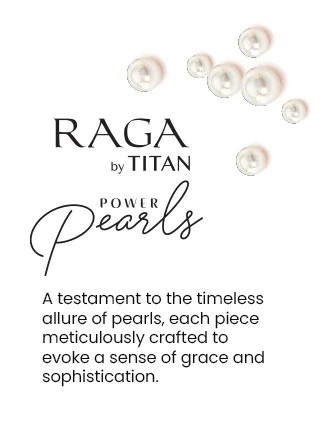 RAGA
by TITAN
POWER
Pearls
A testament to the timeless
allure of pearls, each piece
meticulously crafted to
evoke a sense of grace and
sophistication.